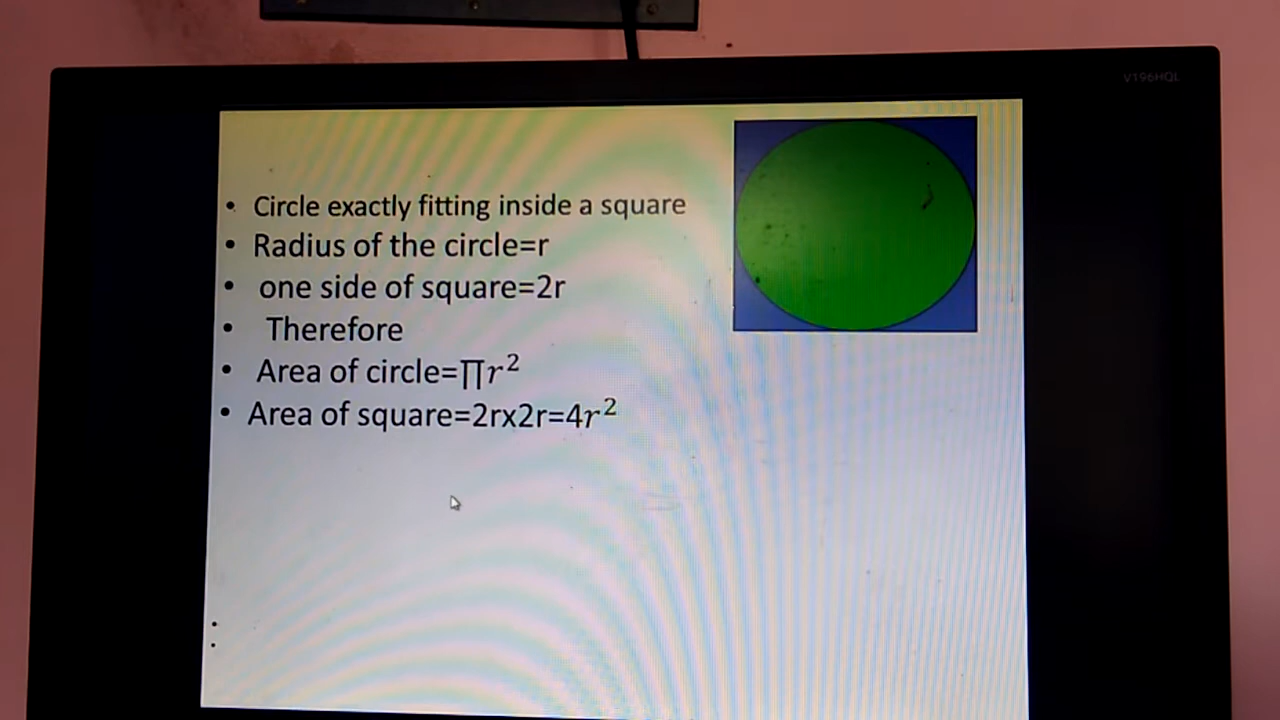 V196HQL
• Circle exactly fitting inside a square
• Radius of the circle=r
• one side of square=2r
• Therefore
• Area of circle=∏r²
• Area of square=2rx2r=4r²
•
•